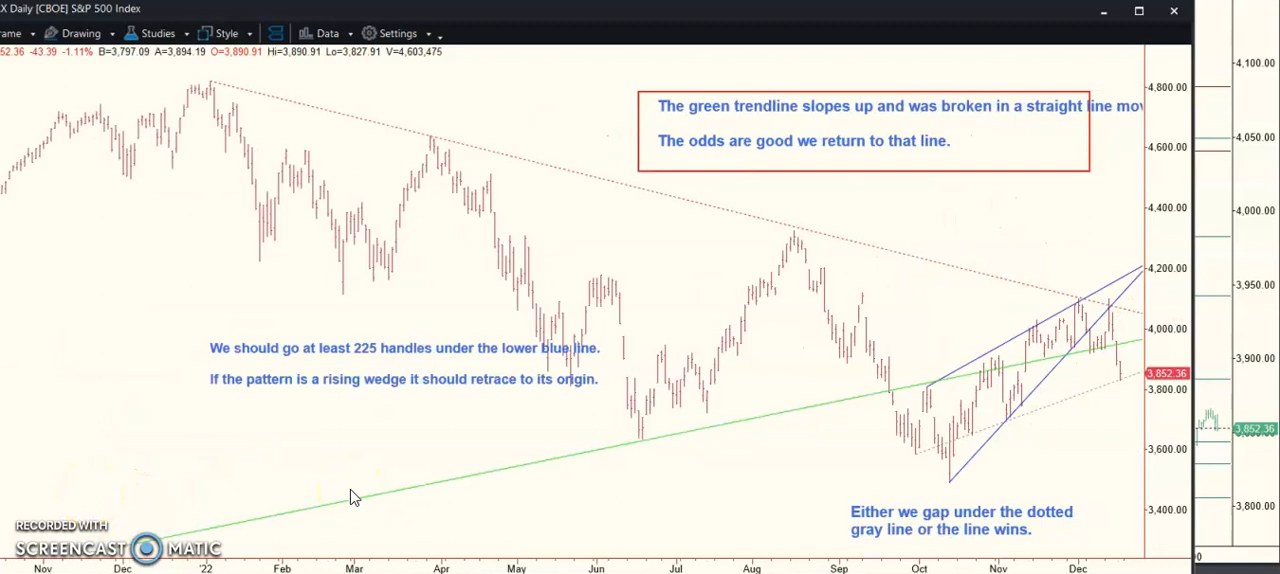 X Daily [CBOE] S&P 500 Index
rame Drawing Studies Style Data Settings
52.36 -43.39 -1.11% B=3,797.09 A=3,894.19 O=3,890.91 Hi=3,890.91 Lo=3,827.91 V=4,603,475
The green trendline slopes up and was broken in a straight line mov
The odds are good we return to that line.
We should go at least 225 handles under the lower blue line.
If the pattern is a rising wedge it should retrace to its origin.
Either we gap under the dotted
gray line or the line wins.
4,800.00
4,600.00
4,400.00
4,200.00
4,000.00
3,852.36
3,800.00
3,600.00
3,400.00
4,100.00
4,050.00
4,000.00
3,950.00
3,900.00
3,852.36
3,800.00
RECORDED WITH
SCREENCAST MATIC
Nov Dec '22 Feb Mar Apr May Jun Jul Aug Sep Oct Nov Dec
00